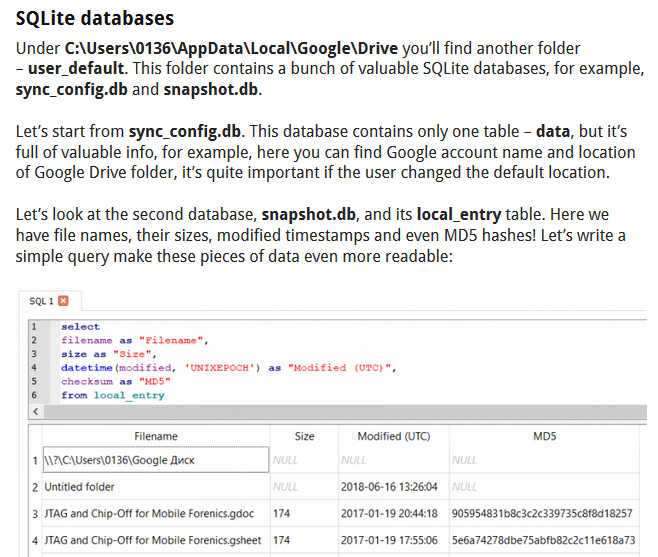 SQLite databases
Under C:\Users\0136\AppData\Local\Google\Drive you’ll find another folder
– user_default. This folder contains a bunch of valuable SQLite databases, for example,
sync_config.db and snapshot.db.
Let’s start from sync_config.db. This database contains only one table – data, but it’s
full of valuable info, for example, here you can find Google account name and location
of Google Drive folder, it’s quite important if the user changed the default location.
Let’s look at the second database, snapshot.db, and its local_entry table. Here we
have file names, their sizes, modified timestamps and even MD5 hashes! Let’s write a
simple query make these pieces of data even more readable:
SQL 1
1 select
2 filename as "Filename",
3 size as "Size",
4 datetime(modified, 'UNIXEPOCH') as "Modified (UTC)",
5 checksum as "MD5"
6 from local_entry
Filename Size Modified (UTC) MD5
1 \\?\C:\Users\0136\Google Диск NULL NULL NULL
2 Untitled folder NULL 2018-06-16 13:26:04 NULL
3 JTAG and Chip-Off for Mobile Forenics.gdoc 174 2017-01-19 20:44:18 905954831b8c3c2c339735c8f8d18257
4 JTAG and Chip-Off for Mobile Forenics.gsheet 174 2017-01-19 17:55:06 5e6a74278dbe75abfb82c2c11e618a73